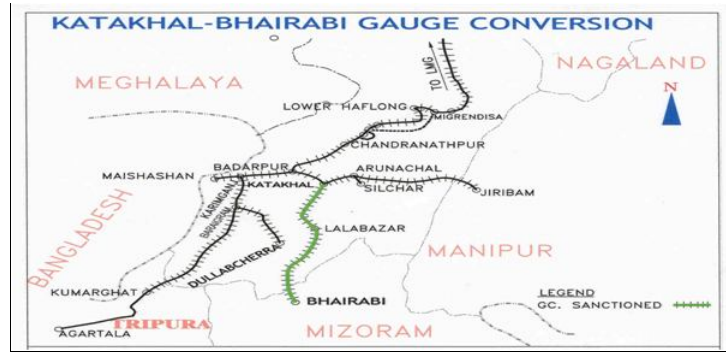 KATAKHAL-BHAIRABI GAUGE CONVERSION
NAGALAND
MEGHALAYA
TO LMG
N
LOWER HAFLONG
MIGRENDISA
CHANDRANATHPUR
BADARPUR
ARUNACHAL
MAISHASHAN
KATAKHAL
SILCHAR
JIRIBAM
KARIMGANJ
BARAIGRAM
BANGLADESH
LALABAZAR
MANIPUR
DULLABCHERRA
KUMARGHAT
BHAIRABI
LEGEND
GC. SANCTIONED
TRIPURA
AGARTALA
MIZORAM